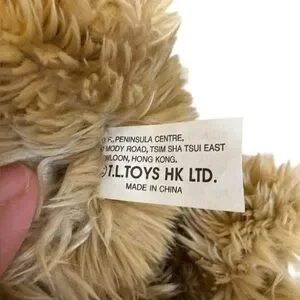 F., PENINSULA CENTRE,
MODY ROAD, TSIM SHA TSUI EAST
WLOON, HONG KONG.
T.L.TOYS HK LTD.
MADE IN CHINA